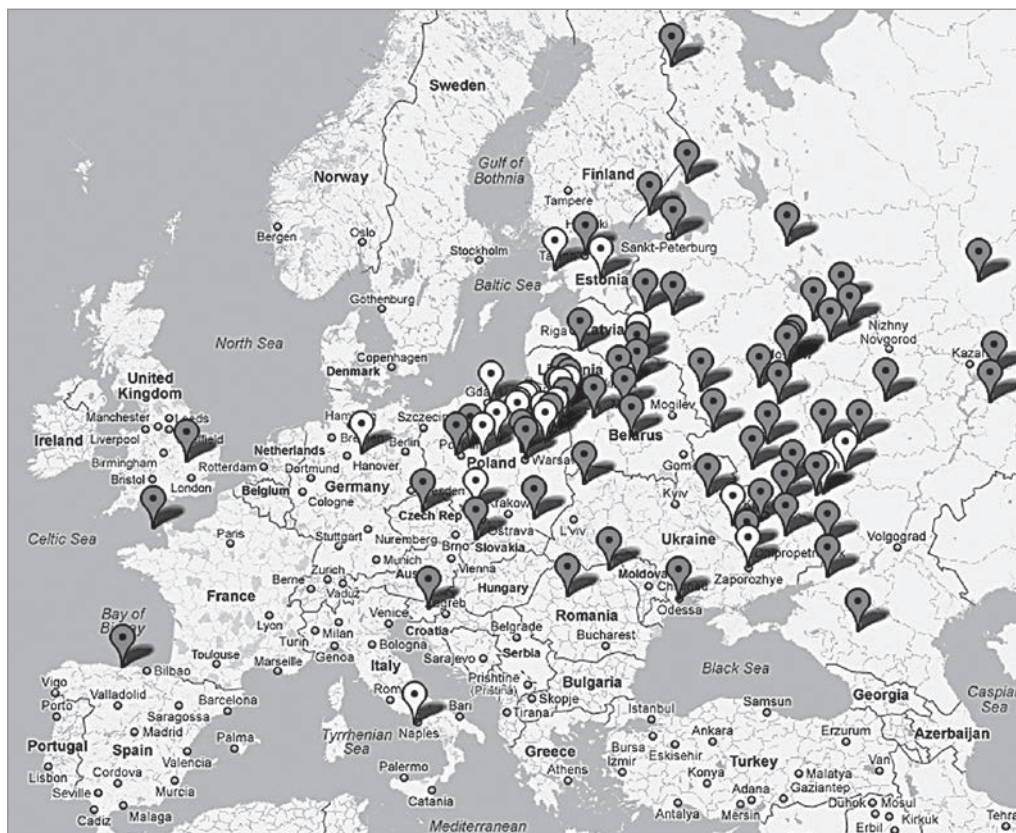 Sweden
Gulf of
Bothnia
Finland
Norway
Tampere
Bergen
Oslo
Sankt-Peterburg
Stockholm
Estonia
Baltic Sea
Gothenburg
Riga
North Sea
Nizhny
Novgorod
Copenhagen
Denmark
United
Kingdom
Manchester
Leeds
Mogilev
Ireland
Liverpool
Szczecin
Belarus
Netherlands
Berlin
Birmingham
Rotterdam
Hanover
Poland
Warsaw
Bristol
Dortmund
London
Germany
Belgium
Cologne
Krakow
Kyiv
Czech Rep
Ostrava
L'viv
Celtic Sea
Paris
Stuttgart
Nuremberg
Brno
Slovakia
Ukraine
Volgograd
Munich
Vienna
Zurich
Berne
Vaduz
Hungary
Moldova
Zaporozhye
France
Odessa
Venice
Croatia
Romania
Lyon
Milan
Belgrade
Bay of
Turin
Bologna
Bucharest
Genoa
Serbia
Toulouse
Marseille
Italy
Sarajevo
Black Sea
Bilbao
Vigo
Prishtine
(Priština)
Bulgaria
Georgia
Porto
Valladolid
Barcelona
Skopje
Samsun
Saragossa
Bari
Tirana
Istanbul
Azerbaijan
Madrid
Palma
Tyrrhenian
Sea
Naples
Ankara
Erzurum
Portugal
Spain
Bursa
Eskisehir
Greece
Izmir
Turkey
Van
Lisbon
Valencia
Cordova
Palermo
Athens
Konya
Malatya
Seville
Murcia
Gaziantep
Catania
Adana
Mosul
Cadiz
Malaga
Antalya
Mersin
Kirkuk
Mediterranean
Erbil